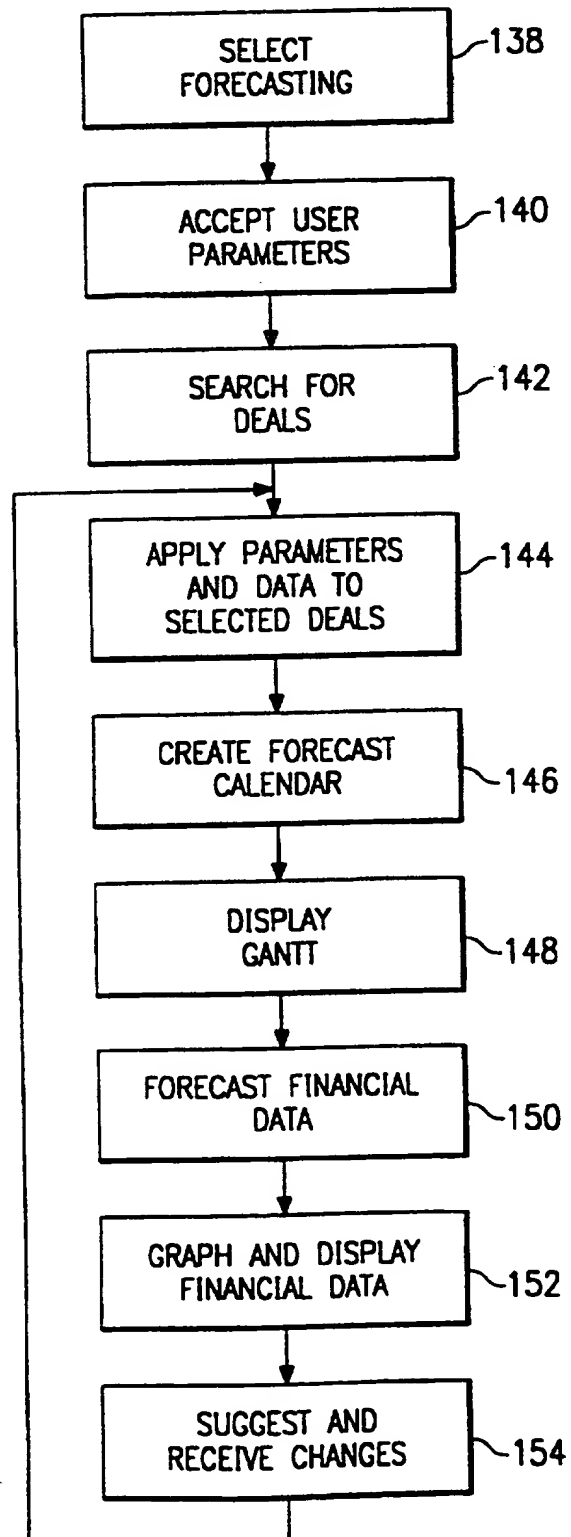 SELECT
FORECASTING
138
ACCEPT USER
PARAMETERS
140
SEARCH FOR
DEALS
142
APPLY PARAMETERS
AND DATA TO
SELECTED DEALS
144
CREATE FORECAST
CALENDAR
146
DISPLAY
GANTT
148
FORECAST FINANCIAL
DATA
150
GRAPH AND DISPLAY
FINANCIAL DATA
152
SUGGEST AND
RECEIVE CHANGES
154